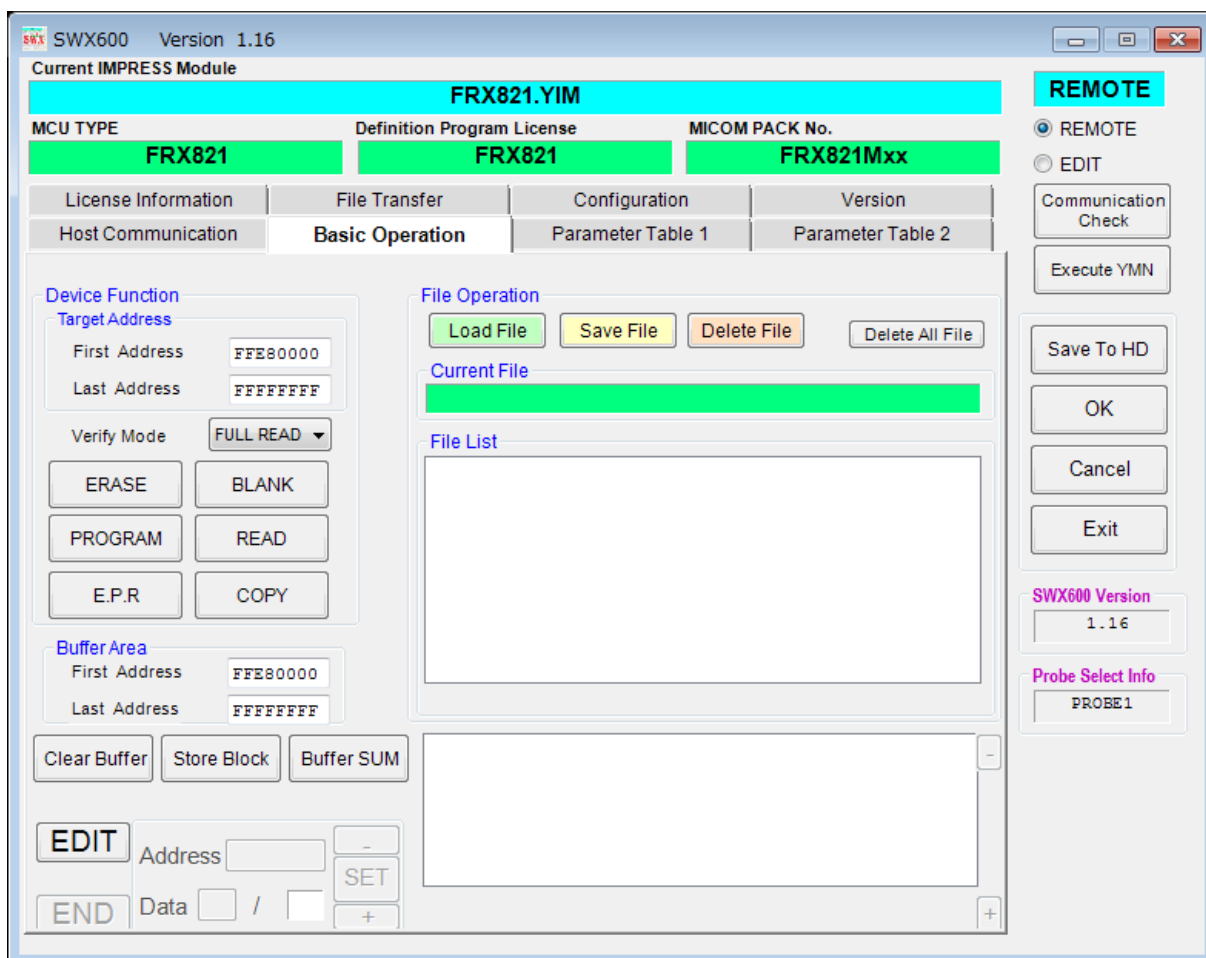 SWX SWX600 Version 1.16
Current IMPRESS Module
FRX821.YIM
MCU TYPE Definition Program License MICOM PACK No.
FRX821 FRX821 FRX821Mxx
License Information File Transfer Configuration Version
Host Communication Basic Operation Parameter Table 1 Parameter Table 2
Device Function
Target Address
First Address FFE80000
Last Address FFFFFFFF
Verify Mode FULL READ
ERASE BLANK
PROGRAM READ
E.P.R COPY
Buffer Area
First Address FFE80000
Last Address FFFFFFFF
Clear Buffer Store Block Buffer SUM
EDIT Address - SET
END Data / +
File Operation
Load File Save File Delete File Delete All File
Current File
File List
-
+
REMOTE
REMOTE
EDIT
Communication
Check
Execute YMN
Save To HD
OK
Cancel
Exit
SWX600 Version
1.16
Probe Select Info
PROBE1